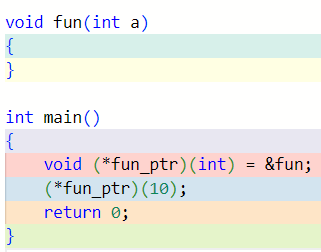 void fun(int a)
{
}

int main()
{
    void (*fun_ptr)(int) = &fun;
    (*fun_ptr)(10);
    return 0;
}